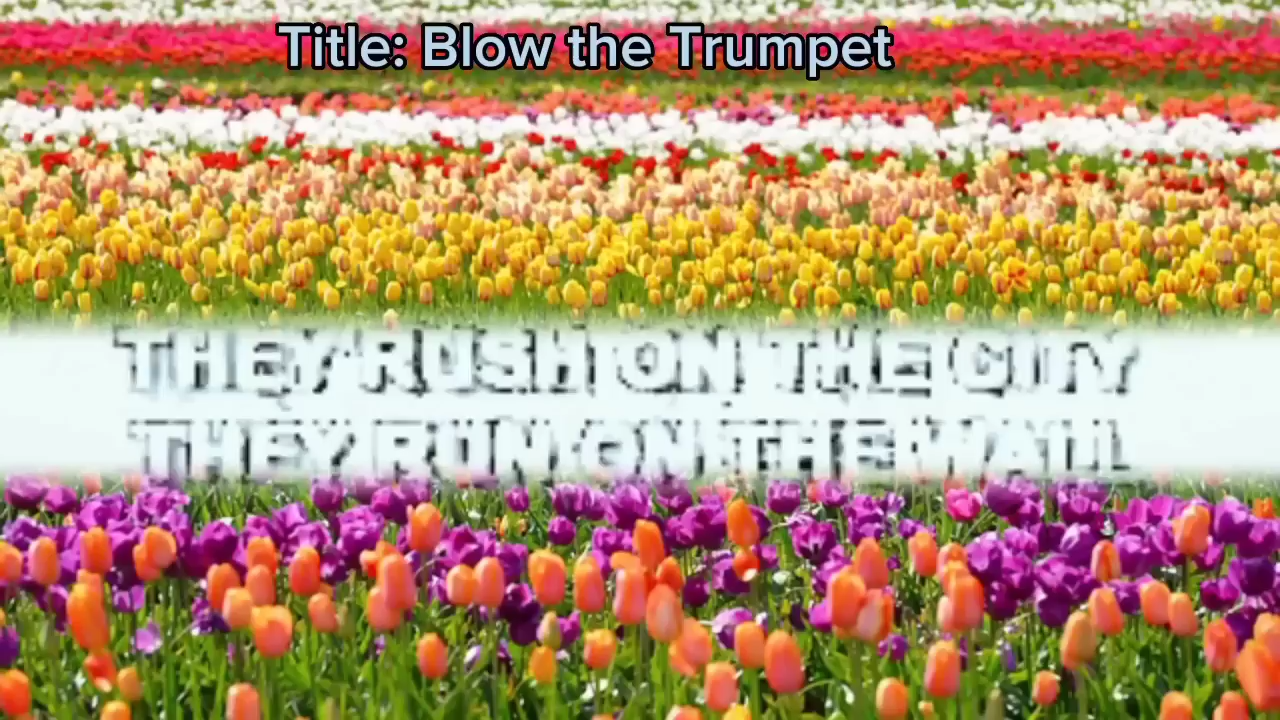 Title: Blow the Trumpet
THEY RUSH ON THE CITY
THEY RUN ON THE WALL